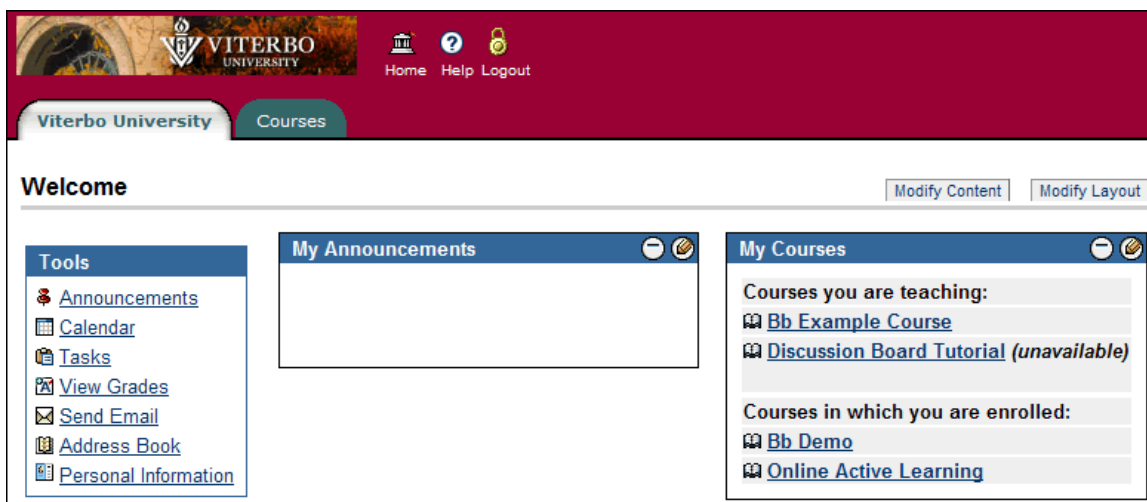 VITERBO
UNIVERSITY
Home Help Logout
Viterbo University Courses
Welcome
Modify Content Modify Layout
Tools
Announcements
Calendar
Tasks
View Grades
Send Email
Address Book
Personal Information
My Announcements
My Courses
Courses you are teaching:
Bb Example Course
Discussion Board Tutorial (unavailable)
Courses in which you are enrolled:
Bb Demo
Online Active Learning